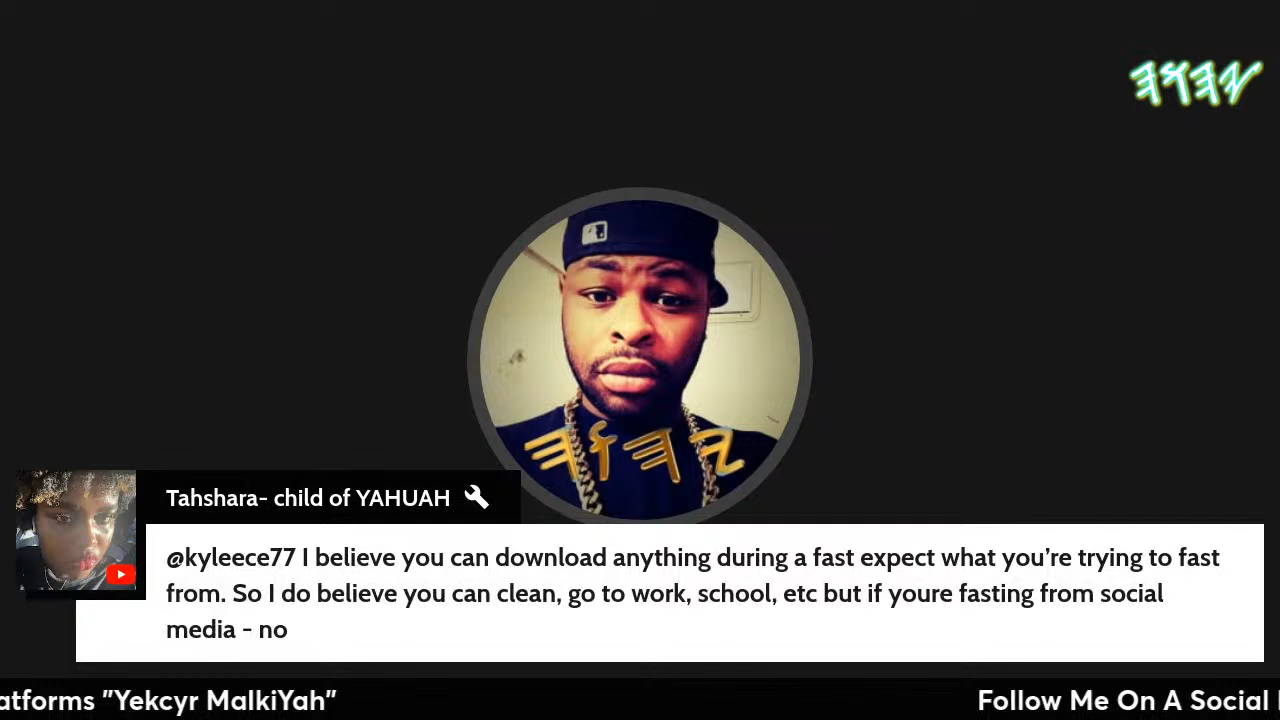 𐤉𐤄𐤅𐤄
𐤉𐤄𐤅𐤄
Tahshara- child of YAHUAH
@kyleece77 I believe you can download anything during a fast expect what you’re trying to fast
from. So I do believe you can clean, go to work, school, etc but if youre fasting from social
media - no
atforms "Yekcyr MalkiYah"
Follow Me On A Social